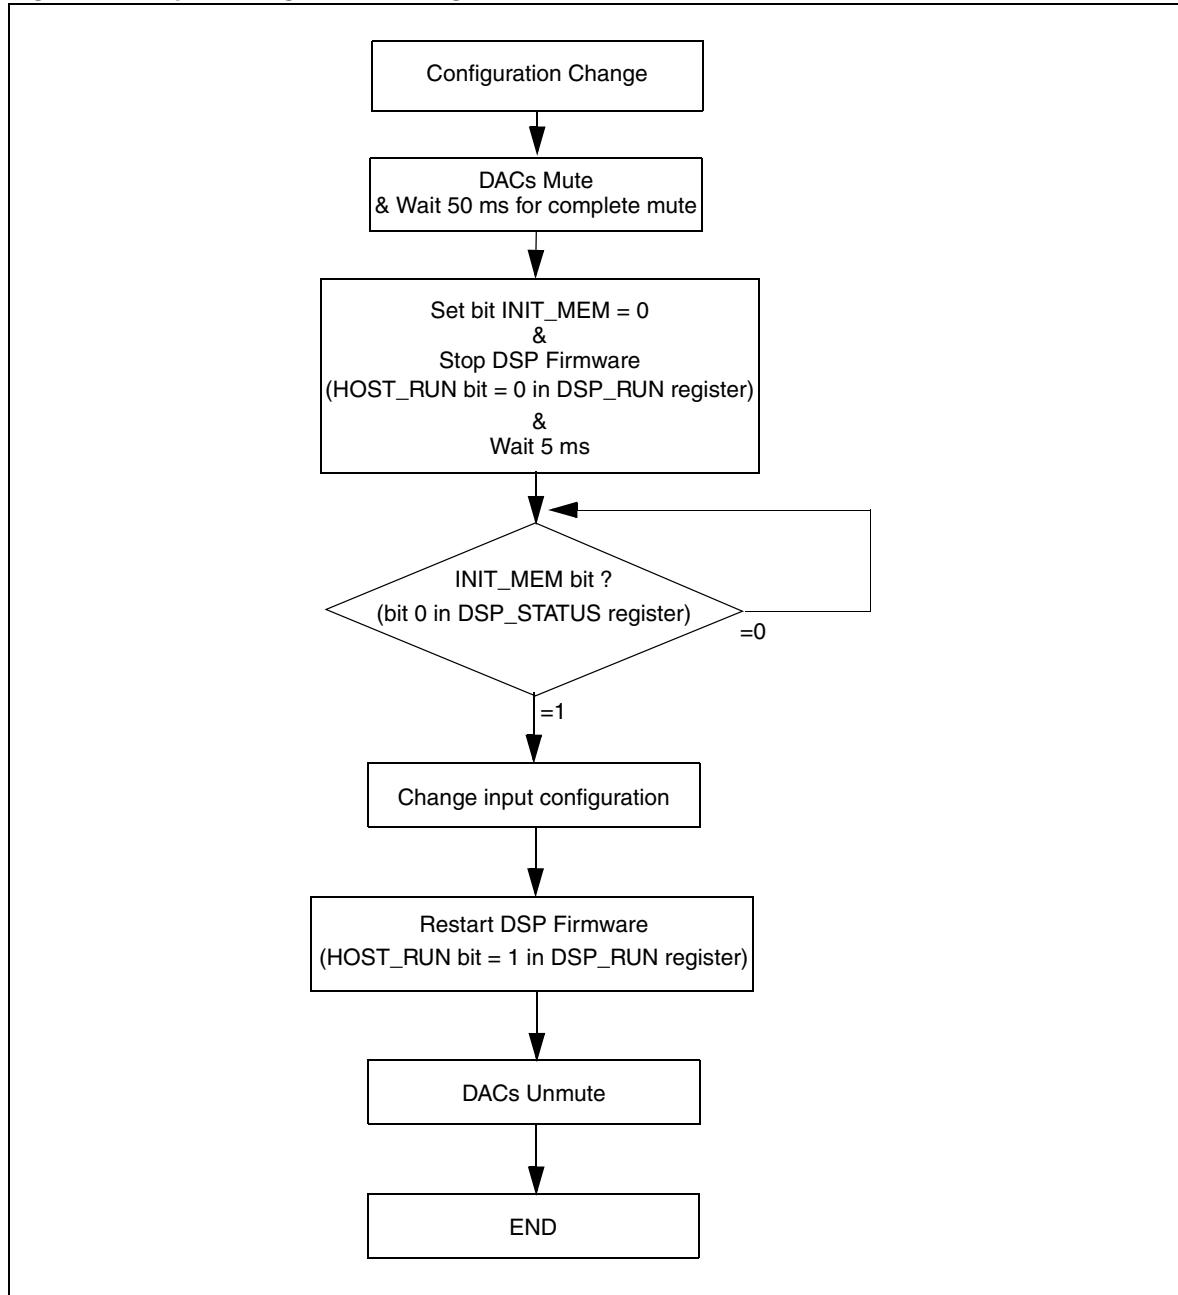 Configuration Change
DACs Mute
& Wait 50 ms for complete mute
Set bit INIT_MEM = 0
&
Stop DSP Firmware
(HOST_RUN bit = 0 in DSP_RUN register)
&
Wait 5 ms
INIT_MEM bit ?
(bit 0 in DSP_STATUS register)
=0
=1
Change input configuration
Restart DSP Firmware
(HOST_RUN bit = 1 in DSP_RUN register)
DACs Unmute
END